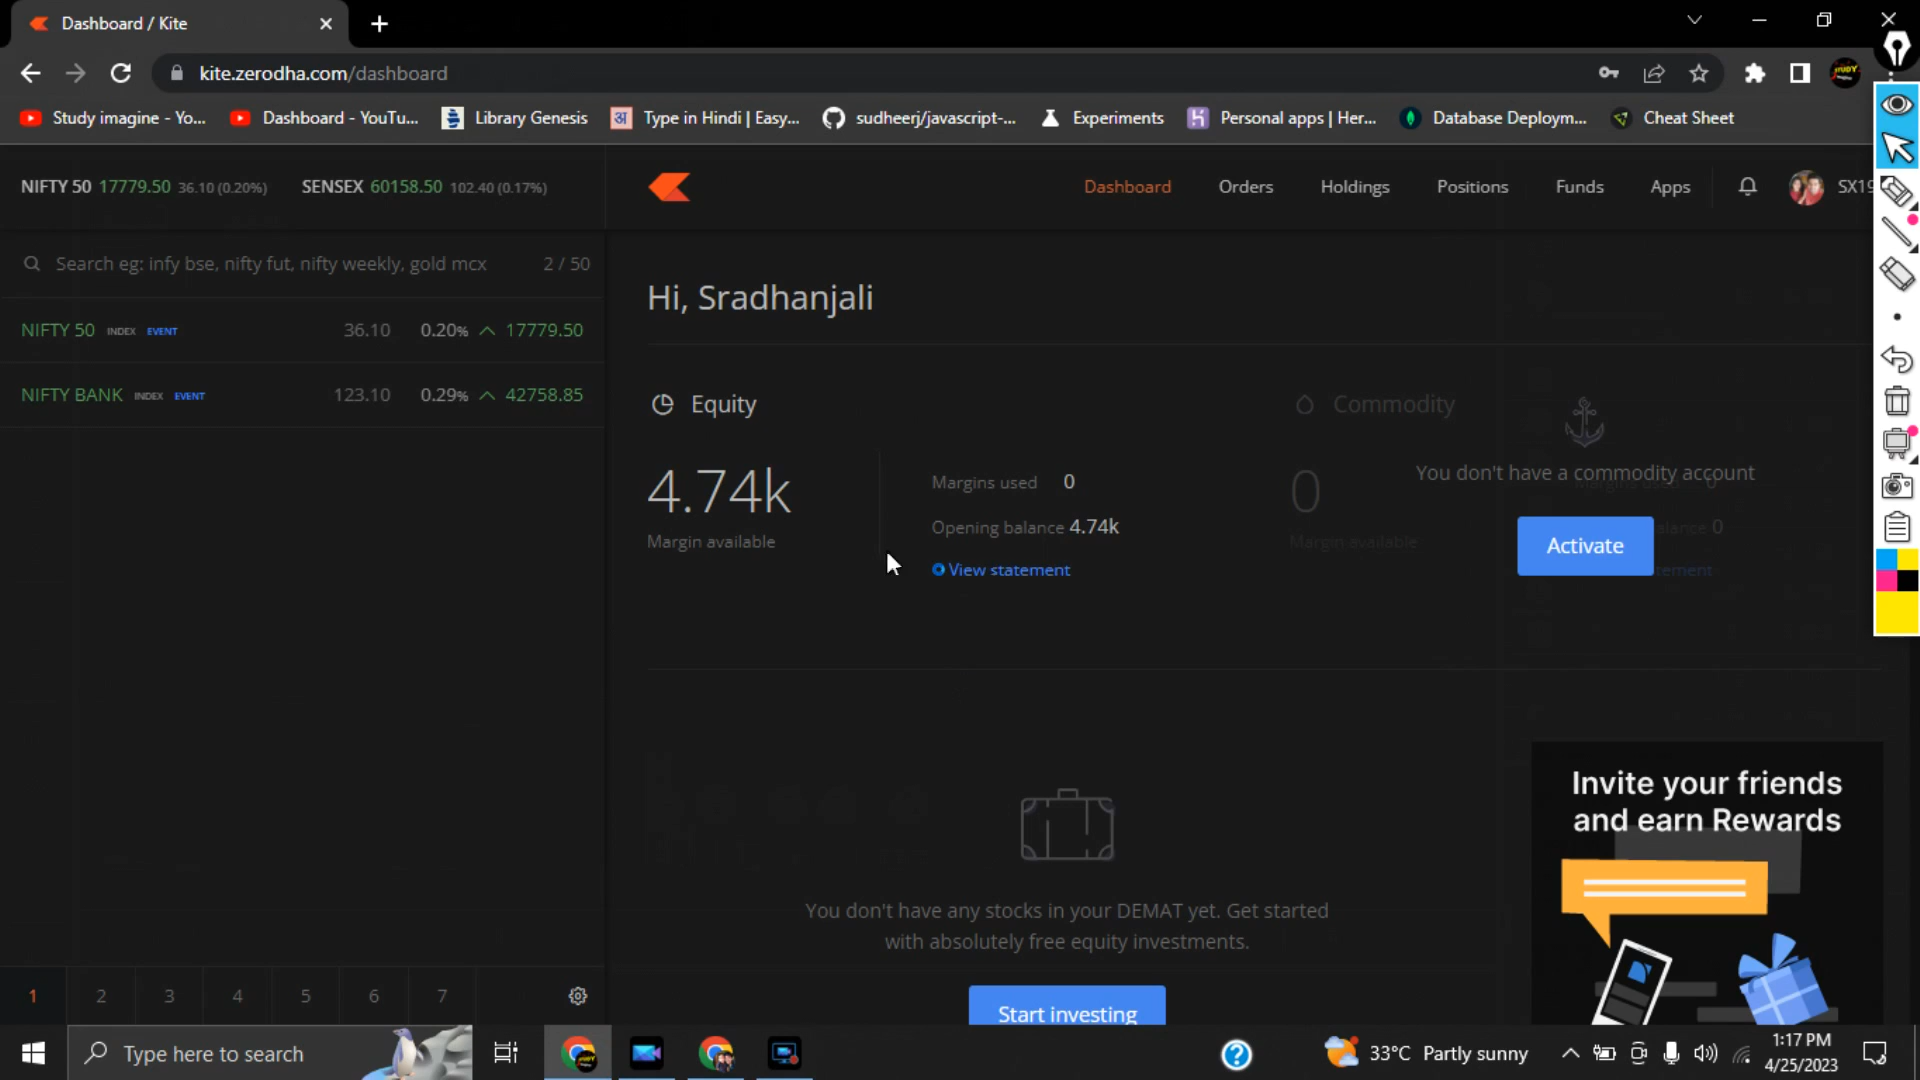 Dashboard / Kite
kite.zerodha.com/dashboard
Study imagine - Yo...
Dashboard - YouTu...
Library Genesis
अ Type in Hindi | Easy...
sudheerj/javascript-...
Experiments
Personal apps | Her...
Database Deploym...
Cheat Sheet
NIFTY 50 17779.50 36.10 (0.20%) SENSEX 60158.50 102.40 (0.17%)
Dashboard Orders Holdings Positions Funds Apps SX19
Search eg: infy bse, nifty fut, nifty weekly, gold mcx 2 / 50
Hi, Sradhanjali
NIFTY 50 INDEX EVENT 36.10 0.20% 17779.50
NIFTY BANK INDEX EVENT 123.10 0.29% 42758.85
Equity
4.74k
Margin available
Margins used 0
Opening balance 4.74k
View statement
Commodity
0
Margin available
You don't have a commodity account
Activate
You don't have any stocks in your DEMAT yet. Get started
with absolutely free equity investments.
Start investing
Invite your friends
and earn Rewards
1 2 3 4 5 6 7
Type here to search
33°C Partly sunny
1:17 PM
4/25/2023